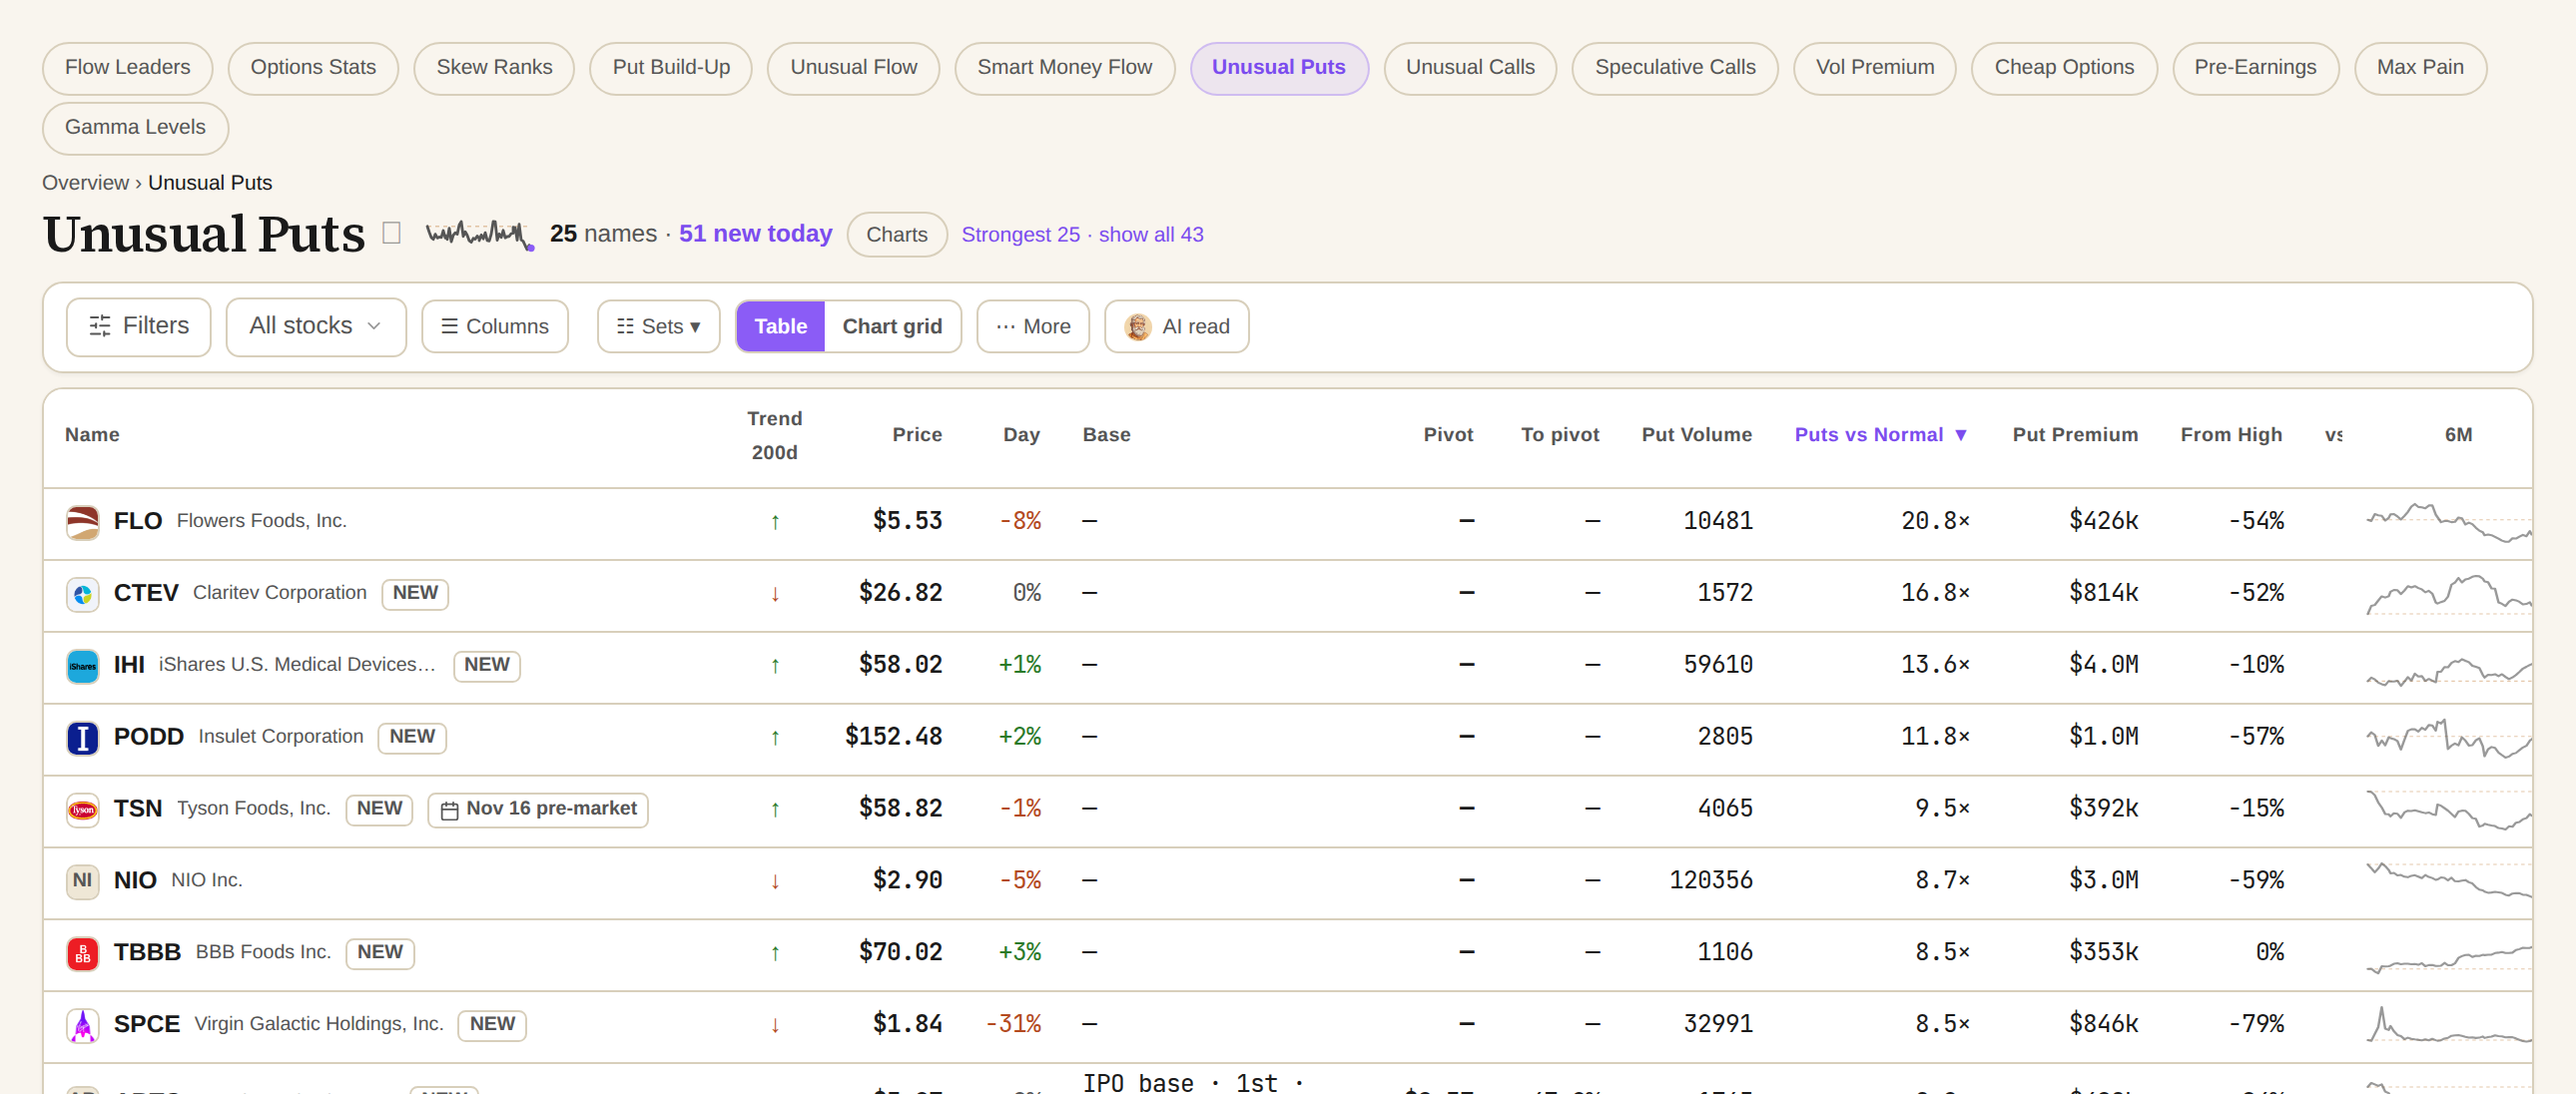 Flow Leaders Options Stats Skew Ranks Put Build-Up Unusual Flow Smart Money Flow Unusual Puts Unusual Calls Speculative Calls Vol Premium Cheap Options Pre-Earnings Max Pain
Gamma Levels
Overview › Unusual Puts
Unusual Puts 25 names · 51 new today Charts Strongest 25 · show all 43
Filters All stocks Columns Sets ▾ Table Chart grid ⋯ More AI read
Name Trend 200d Price Day Base Pivot To pivot Put Volume Puts vs Normal ▼ Put Premium From High vs 6M
FLO Flowers Foods, Inc. ↑ $5.53 -8% — — — 10481 20.8× $426k -54%
CTEV Claritev Corporation NEW ↓ $26.82 0% — — — 1572 16.8× $814k -52%
iShares IHI iShares U.S. Medical Devices… NEW ↑ $58.02 +1% — — — 59610 13.6× $4.0M -10%
PODD Insulet Corporation NEW ↑ $152.48 +2% — — — 2805 11.8× $1.0M -57%
Tyson TSN Tyson Foods, Inc. NEW Nov 16 pre-market ↑ $58.82 -1% — — — 4065 9.5× $392k -15%
NI NIO NIO Inc. ↓ $2.90 -5% — — — 120356 8.7× $3.0M -59%
B BB TBBB BBB Foods Inc. NEW ↑ $70.02 +3% — — — 1106 8.5× $353k 0%
SPCE Virgin Galactic Holdings, Inc. NEW ↓ $1.84 -31% — — — 32991 8.5× $846k -79%
IPO base · 1st ·